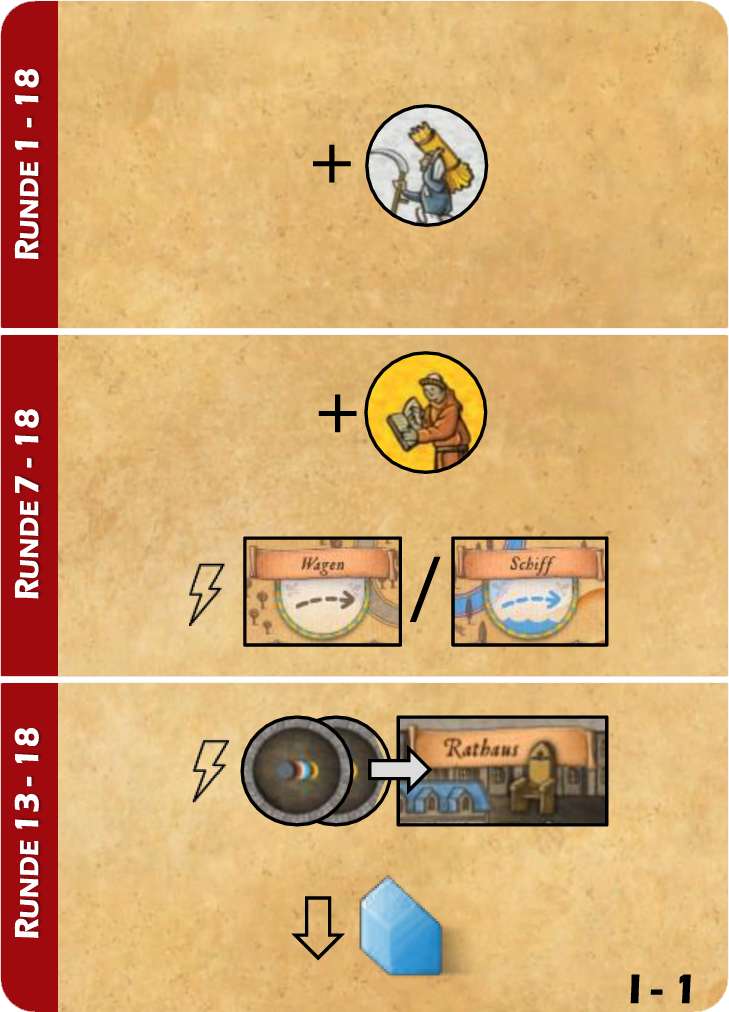 RUNDE 1 - 18
+
RUNDE 7 - 18
+
Wagen / Schiff
RUNDE 13 - 18
Rathaus
I - 1